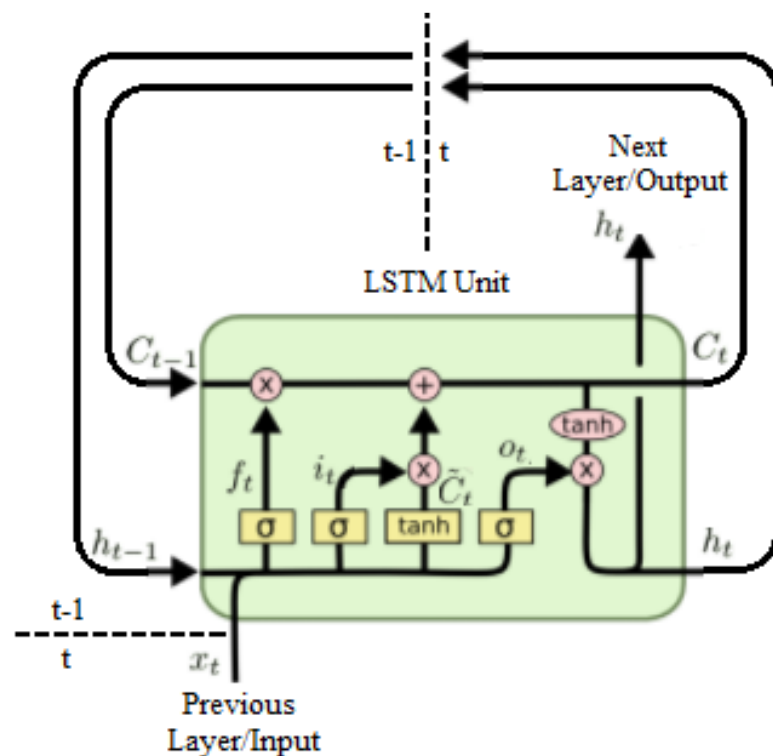 t-1 t
Next
Layer/Output
h_t
LSTM Unit
C_{t-1}
C_t
x
+
tanh
f_t
i_t
x
C̃_t
o_t
x
σ
σ
tanh
σ
h_{t-1}
h_t
t-1
t
x_t
Previous
Layer/Input